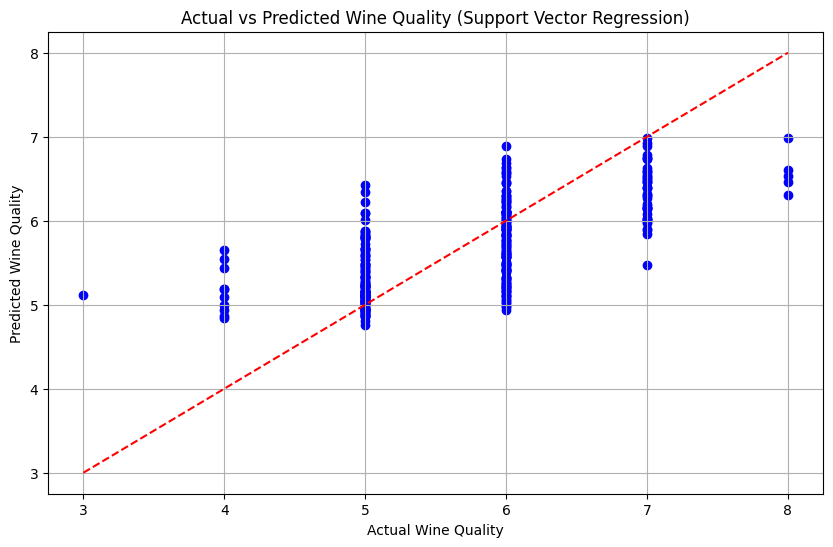 Actual vs Predicted Wine Quality (Support Vector Regression)
8
7
6
5
4
3
Predicted Wine Quality
3 4 5 6 7 8
Actual Wine Quality